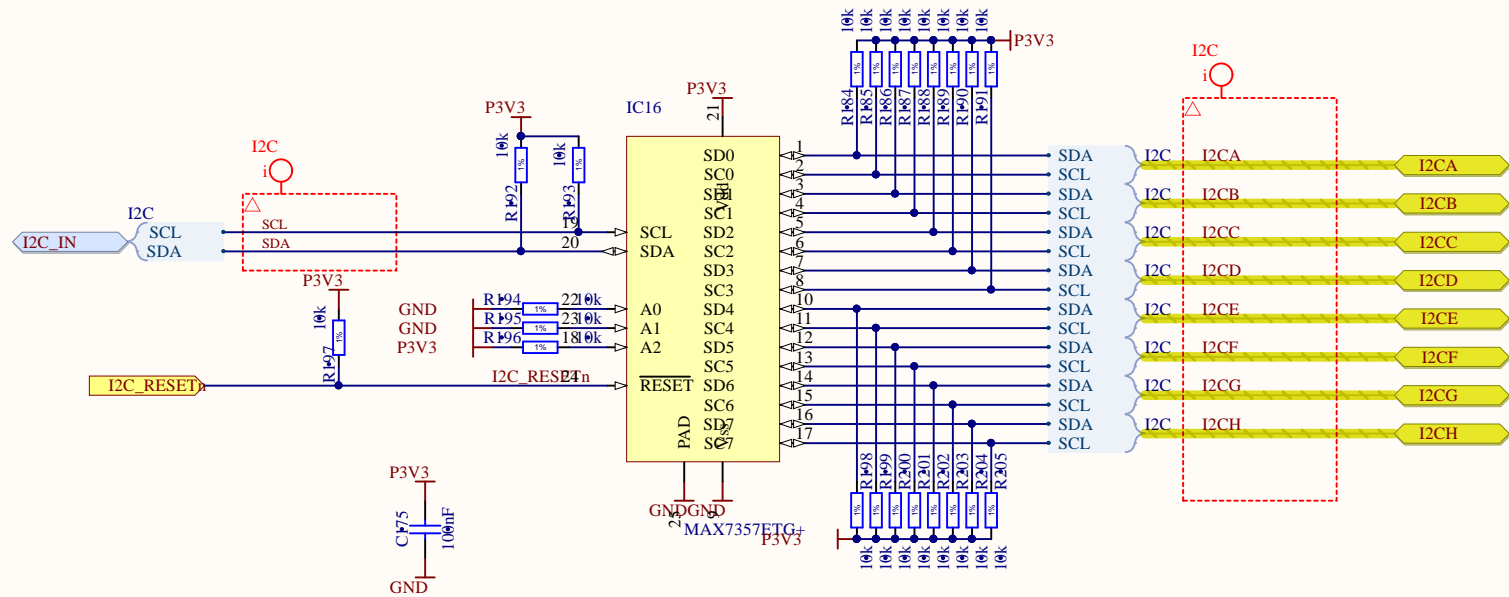 10k 10k 10k 10k 10k 10k 10k 10k
P3V3
I2C
i
1% 1% 1% 1% 1% 1% 1% 1%
R184 R185 R186 R187 R188 R189 R190 R191
P3V3
21
IC16
P3V3
10k
10k
1%
1%
R192
R193
I2C
i
I2C
I2C_IN
SCL
SDA
SCL
SDA
19
20
SCL
SDA
Vdd
SD0
SC0
SD1
SC1
SD2
SC2
SD3
SC3
SD4
SC4
SD5
SC5
SD6
SC6
SD7
SC7
1
2
3
4
5
6
7
8
10
11
12
13
14
15
16
17
SDA
SCL
SDA
SCL
SDA
SCL
SDA
SCL
SDA
SCL
SDA
SCL
SDA
SCL
SDA
SCL
I2C I2CA I2CA
I2C I2CB I2CB
I2C I2CC I2CC
I2C I2CD I2CD
I2C I2CE I2CE
I2C I2CF I2CF
I2C I2CG I2CG
I2C I2CH I2CH
P3V3
10k
1%
R197
GND R194 1% 22 10k A0
GND R195 1% 23 10k A1
P3V3 R196 1% 18 10k A2
I2C_RESETn
I2C_RESETn
24
RESET
PAD
Vss
GND
GND
25
9
MAX7357ETG+
P3V3
C175
100nF
GND
R198 R199 R200 R201 R202 R203 R204 R205
1% 1% 1% 1% 1% 1% 1% 1%
P3V3
10k 10k 10k 10k 10k 10k 10k 10k